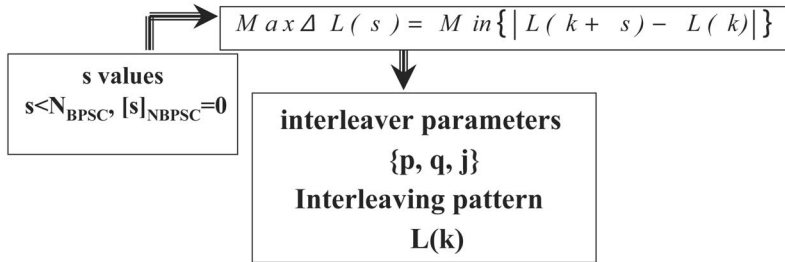 M a x Δ L( s ) = M in{| L( k + s ) − L( k)|}
s values
s<N_BPSC, [s]_NBPSC=0
interleaver parameters
{p, q, j}
Interleaving pattern
L(k)